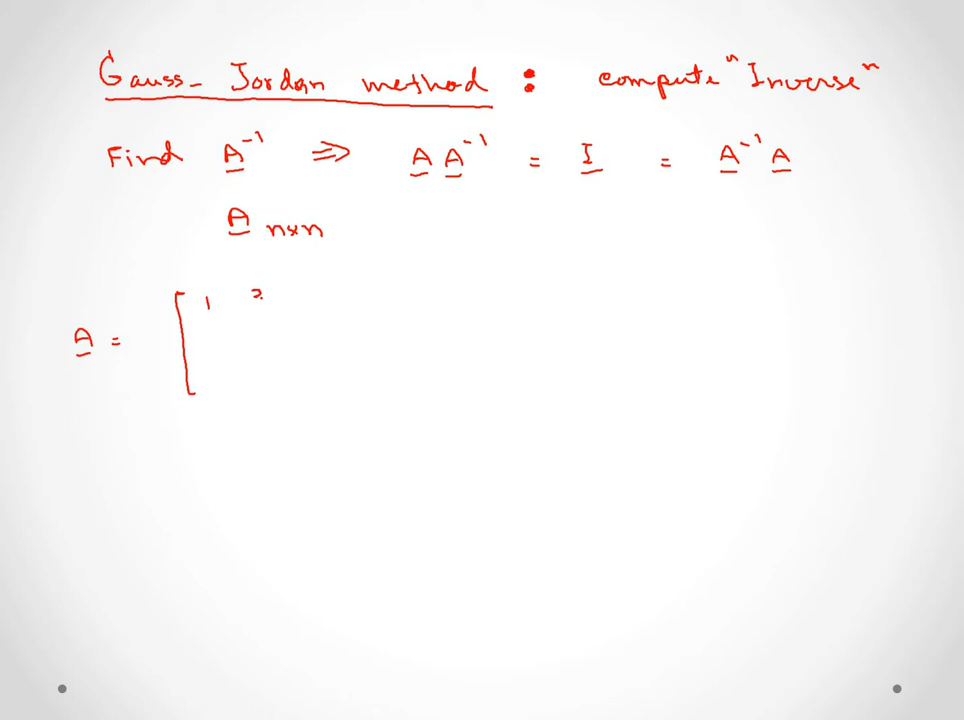 Gauss-Jordan method : compute "Inverse"
Find A⁻¹ ⇒ A A⁻¹ = I = A⁻¹ A
A n×n
A = [ 1 2